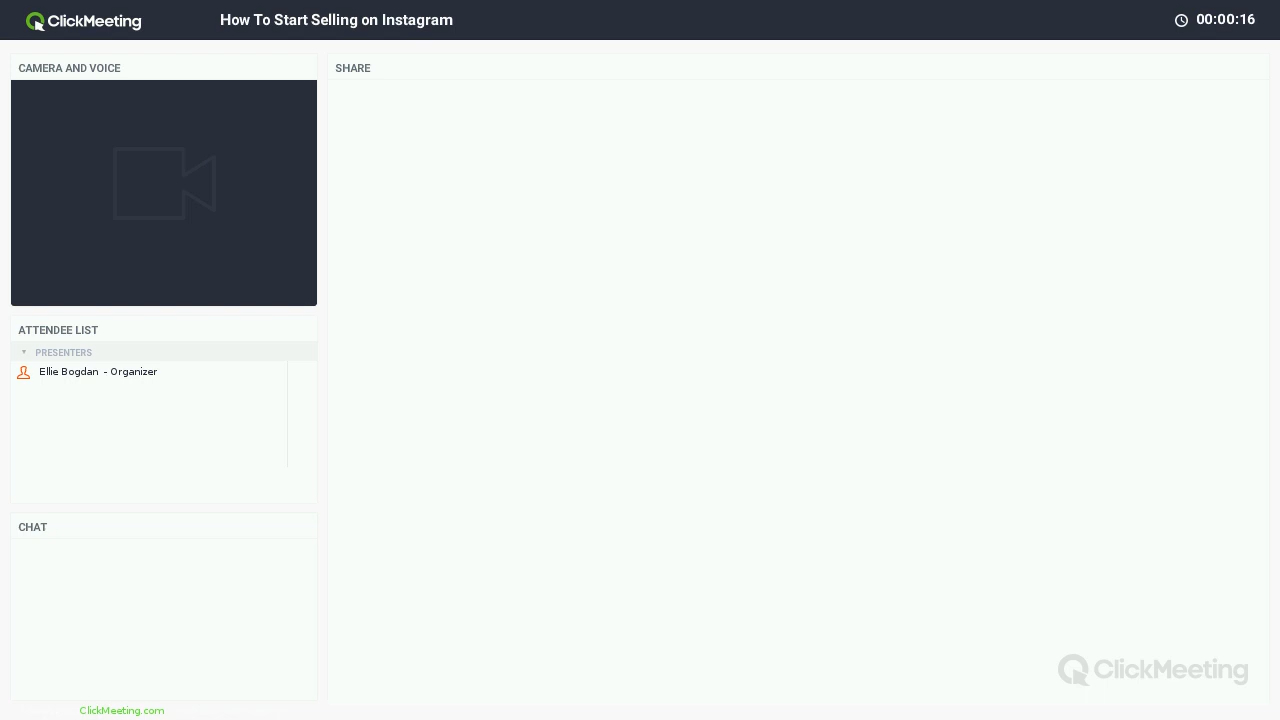 ClickMeeting
How To Start Selling on Instagram
00:00:16
CAMERA AND VOICE
SHARE
ATTENDEE LIST
PRESENTERS
Ellie Bogdan - Organizer
CHAT
ClickMeeting
ClickMeeting.com